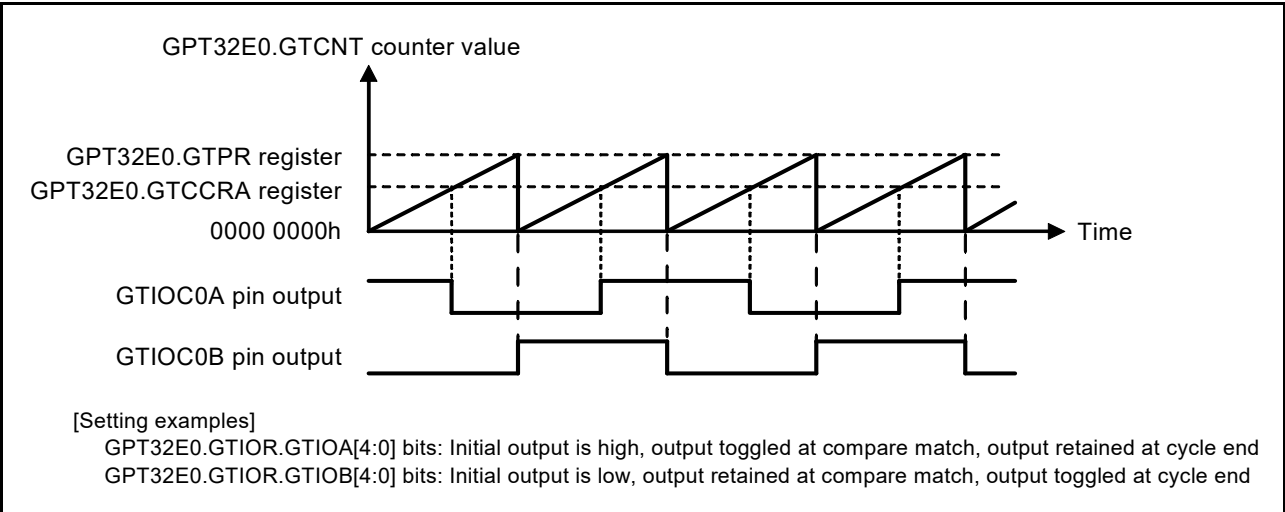 GPT32E0.GTCNT counter value
GPT32E0.GTPR register
GPT32E0.GTCCRA register
0000 0000h
Time
GTIOC0A pin output
GTIOC0B pin output
[Setting examples]
GPT32E0.GTIOR.GTIOA[4:0] bits: Initial output is high, output toggled at compare match, output retained at cycle end
GPT32E0.GTIOR.GTIOB[4:0] bits: Initial output is low, output retained at compare match, output toggled at cycle end